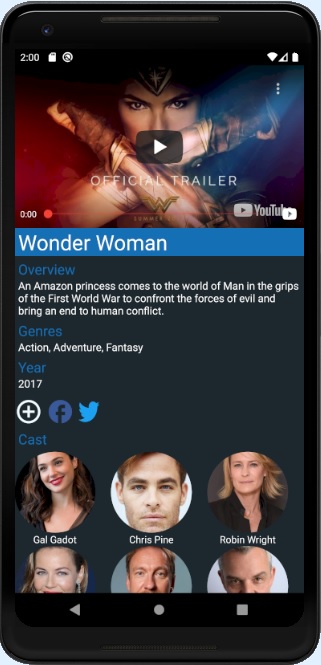 2:00
OFFICIAL TRAILER
SUMMER
0:00
YouTube
Wonder Woman
Overview
An Amazon princess comes to the world of Man in the grips
of the First World War to confront the forces of evil and
bring an end to human conflict.
Genres
Action, Adventure, Fantasy
Year
2017
Cast
Gal Gadot
Chris Pine
Robin Wright